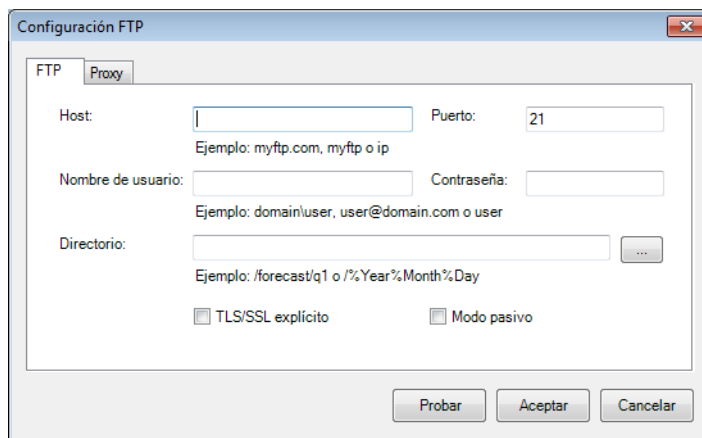 Configuración FTP
FTP Proxy
Host: Puerto: 21
Ejemplo: myftp.com, myftp o ip
Nombre de usuario: Contraseña:
Ejemplo: domain\user, user@domain.com o user
Directorio: ...
Ejemplo: /forecast/q1 o /%Year%Month%Day
TLS/SSL explícito Modo pasivo
Probar Aceptar Cancelar